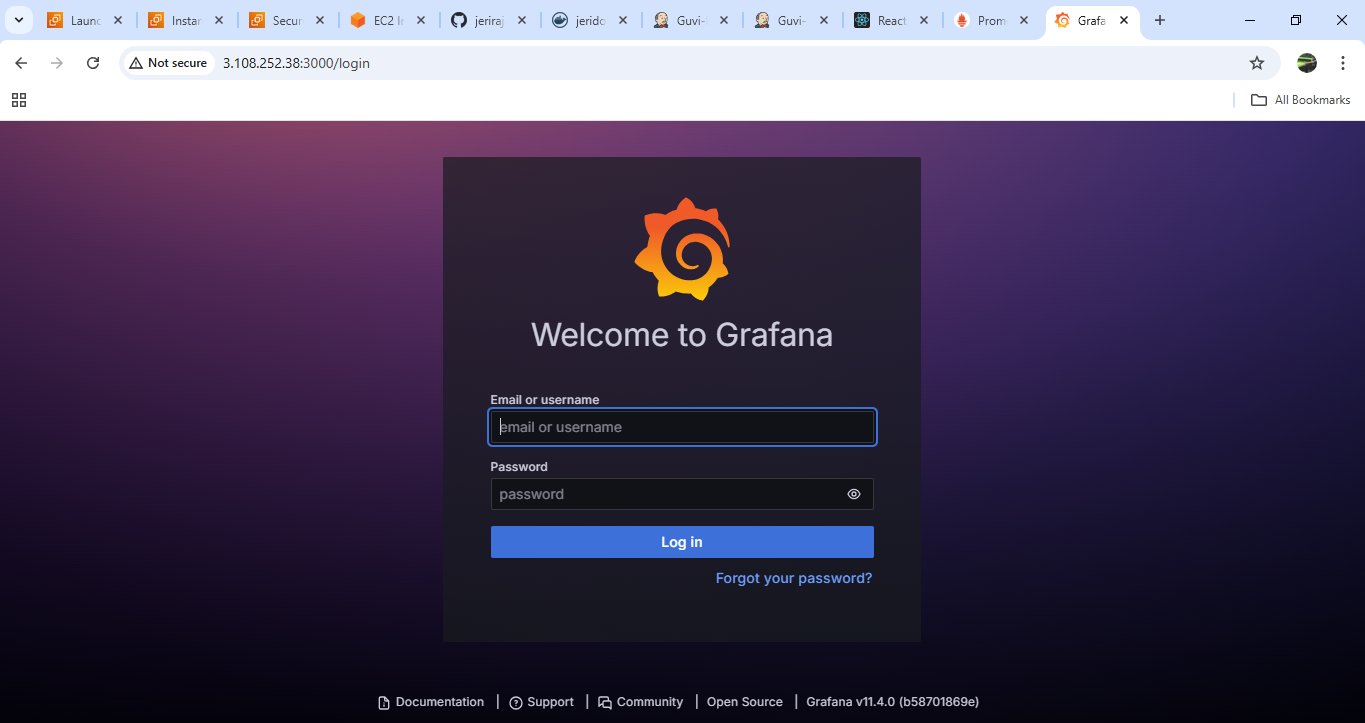 Launc
Instan
Secur
EC2 In
jeriraj
jerido
Guvi-
Guvi-
React
Prom
Grafa
Not secure
3.108.252.38:3000/login
All Bookmarks
Welcome to Grafana
Email or username
email or username
Password
password
Log in
Forgot your password?
Documentation | Support | Community | Open Source | Grafana v11.4.0 (b58701869e)